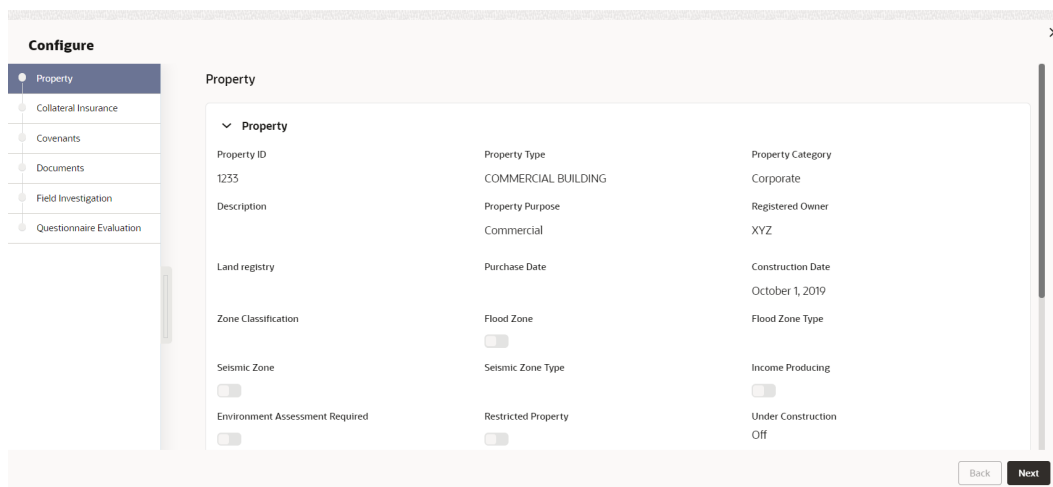 Configure
Property
Collateral Insurance
Covenants
Documents
Field Investigation
Questionnaire Evaluation
Property
Property
Property ID Property Type Property Category
1233 COMMERCIAL BUILDING Corporate
Description Property Purpose Registered Owner
Commercial XYZ
Land registry Purchase Date Construction Date
October 1, 2019
Zone Classification Flood Zone Flood Zone Type
Seismic Zone Seismic Zone Type Income Producing
Environment Assessment Required Restricted Property Under Construction
Off
Back Next